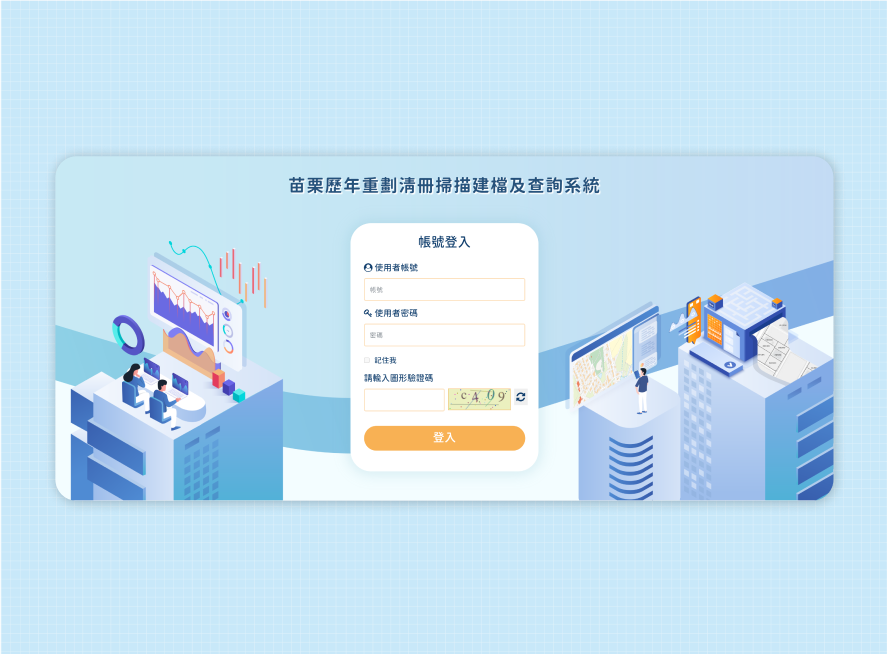 苗栗歷年重劃清冊掃描建檔及查詢系統
帳號登入
使用者帳號
帳號
使用者密碼
密碼
記住我
請輸入圖形驗證碼
c409
登入